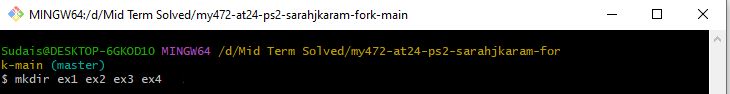 MINGW64:/d/Mid Term Solved/my472-at24-ps2-sarahjkaram-fork-main
Sudais@DESKTOP-6GKOD1O MINGW64 /d/Mid Term Solved/my472-at24-ps2-sarahjkaram-for
k-main (master)
$ mkdir ex1 ex2 ex3 ex4